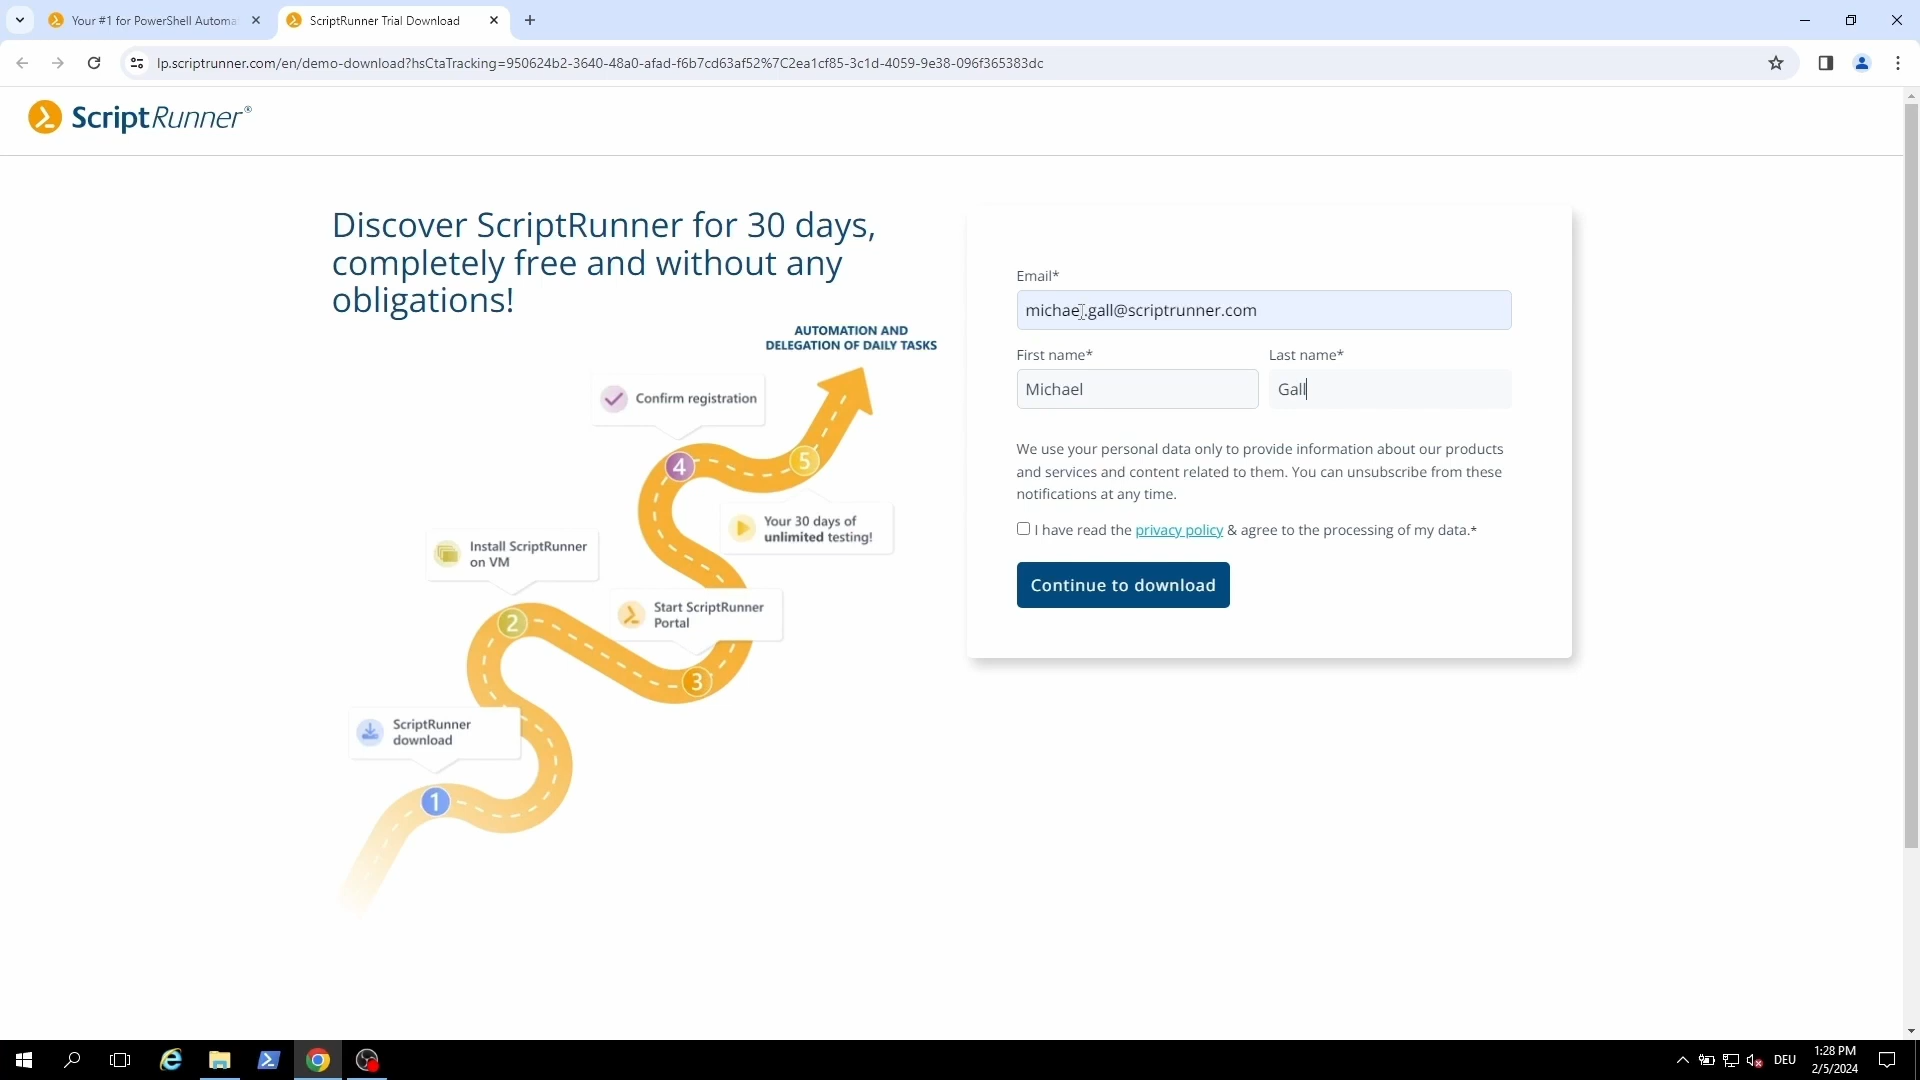 Your #1 for PowerShell Automa
ScriptRunner Trial Download
lp.scriptrunner.com/en/demo-download?hsCtaTracking=950624b2-3640-48a0-afad-f6b7cd63af52%7C2ea1cf85-3c1d-4059-9e38-096f365383dc
ScriptRunner®
Discover ScriptRunner for 30 days,
completely free and without any
obligations!
AUTOMATION AND
DELEGATION OF DAILY TASKS
Confirm registration
4
5
Your 30 days of
unlimited testing!
Install ScriptRunner
on VM
2
Start ScriptRunner
Portal
3
ScriptRunner
download
1
Email*
michael.gall@scriptrunner.com
First name*
Last name*
Michael
Gall
We use your personal data only to provide information about our products
and services and content related to them. You can unsubscribe from these
notifications at any time.
I have read the privacy policy & agree to the processing of my data.*
Continue to download
DEU
1:28 PM
2/5/2024